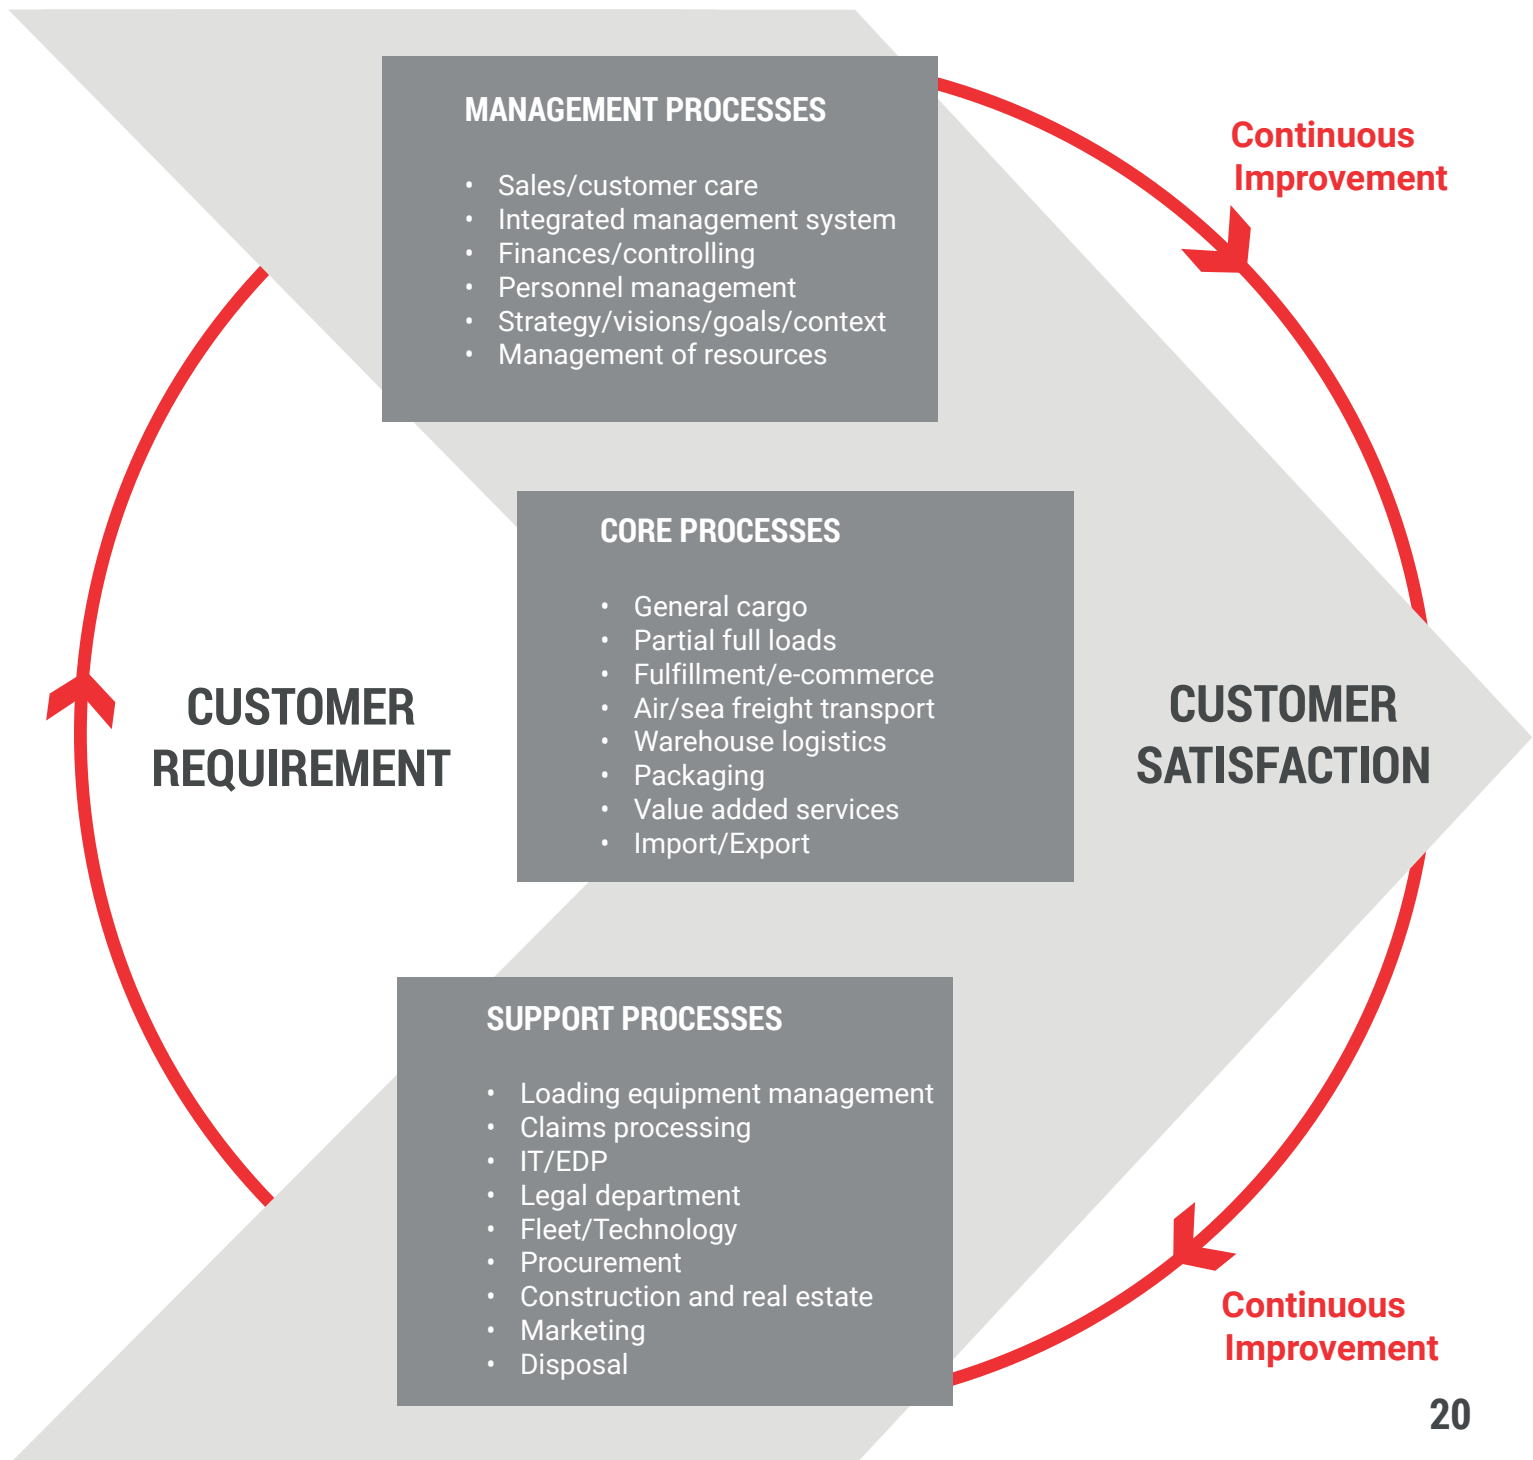 MANAGEMENT PROCESSES
• Sales/customer care
• Integrated management system
• Finances/controlling
• Personnel management
• Strategy/visions/goals/context
• Management of resources
Continuous
Improvement
CORE PROCESSES
• General cargo
• Partial full loads
• Fulfillment/e-commerce
• Air/sea freight transport
• Warehouse logistics
• Packaging
• Value added services
• Import/Export
CUSTOMER
REQUIREMENT
CUSTOMER
SATISFACTION
SUPPORT PROCESSES
• Loading equipment management
• Claims processing
• IT/EDP
• Legal department
• Fleet/Technology
• Procurement
• Construction and real estate
• Marketing
• Disposal
Continuous
Improvement
20